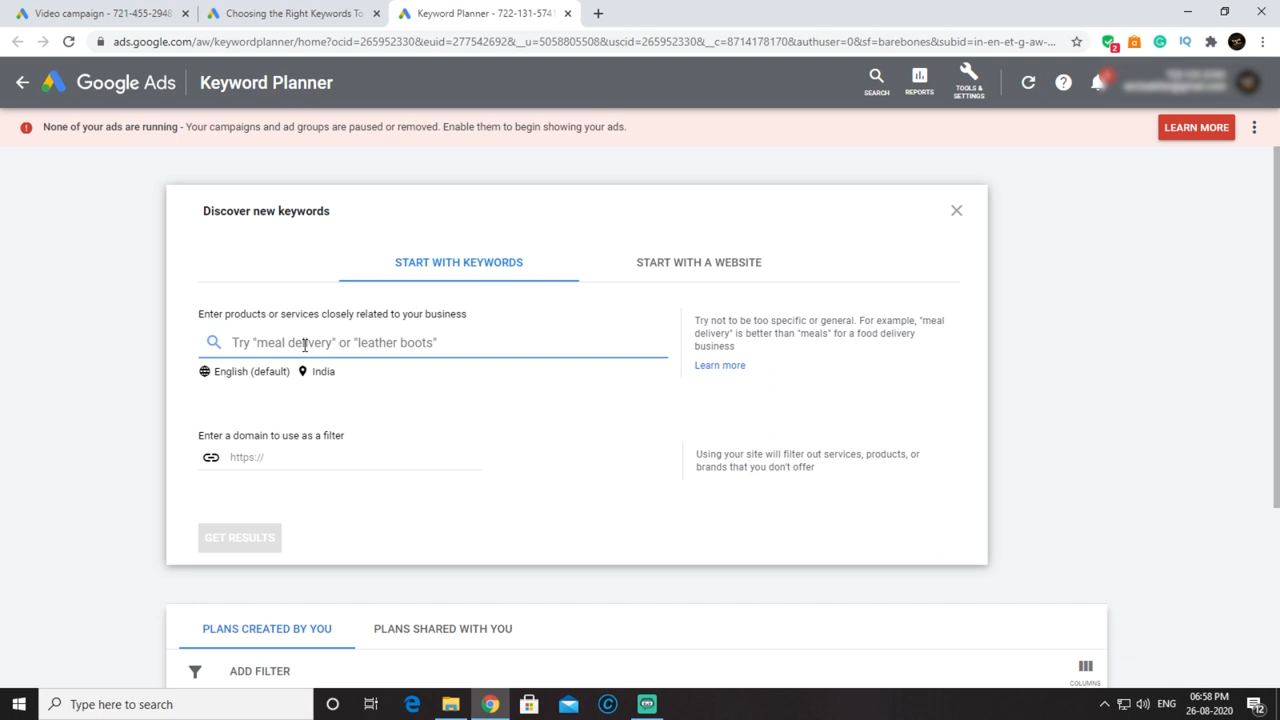 Video campaign - 721-455-2948
Choosing the Right Keywords To
Keyword Planner - 722-131-5741
ads.google.com/aw/keywordplanner/home?ocid=265952330&euid=277542692&__u=5058805508&uscid=265952330&__c=8714178170&authuser=0&sf=barebones&subid=in-en-et-g-aw-...
2
IQ
Google Ads
Keyword Planner
SEARCH
REPORTS
TOOLS &
SETTINGS
None of your ads are running - Your campaigns and ad groups are paused or removed. Enable them to begin showing your ads.
LEARN MORE
Discover new keywords
START WITH KEYWORDS
START WITH A WEBSITE
Enter products or services closely related to your business
Try "meal delivery" or "leather boots"
English (default)
India
Try not to be too specific or general. For example, "meal
delivery" is better than "meals" for a food delivery
business
Learn more
Enter a domain to use as a filter
https://
Using your site will filter out services, products, or
brands that you don't offer
GET RESULTS
PLANS CREATED BY YOU
PLANS SHARED WITH YOU
ADD FILTER
COLUMNS
Type here to search
ENG
06:58 PM
26-08-2020
12